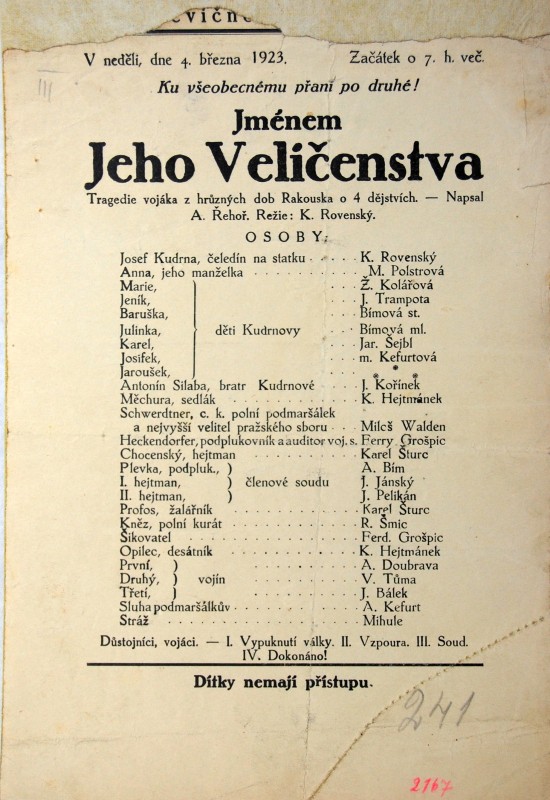 V neděli, dne 4. března 1923.    Začátek o 7. h. več.
III
Ku všeobecnému přaní po druhé!
Jménem
Jeho Veličenstva
Tragedie vojáka z hrůzných dob Rakouska o 4 dějstvích. — Napsal
A. Řehoř. Režie: K. Rovenský.
OSOBY:
Josef Kudrna, čeledín na statku . . . . . K. Rovenský
Anna, jeho manželka . . . . . . . . . . M. Polstrová
Marie, . . . Ž. Kolářová
Jeník, . . . J. Trampota
Baruška, . . . Bímová st.
Julinka, } děti Kudrnovy . . . Bímová ml.
Karel, . . . Jar. Šejbl
Josifek, . . . m. Kefurtová
Jaroušek, . . . * * *
Antonín Silaba, bratr Kudrnové . . . . J. Kořínek
Měchura, sedlák . . . . . . . . . . . K. Hejtmánek
Schwerdtner, c. k. polní podmaršálek
a nejvyšší velitel pražského sboru . . . Miloš Walden
Heckendorfer, podplukovník a auditor voj. s. Ferry Grošpic
Chocenský, hejtman . . . . . . . . . Karel Šturc
Plevka, podpluk., ) A. Bím
I. hejtman, ) členové soudu J. Jánský
II. hejtman, ) J. Pelikán
Profos, žalářník . . . . . . . . . . . Karel Šturc
Kněz, polní kurát . . . . . . . . . . R. Šmic
Šikovatel . . . . . . . . . . . . . . Ferd. Grošpic
Opilec, desátník . . . . . . . . . . . K. Hejtmánek
První, ) . . . . . . . . A. Doubrava
Druhý, ) vojín . . . . . . . . V. Tůma
Třetí, ) . . . . . . . . J. Bálek
Sluha podmaršálkův . . . . . . . . . . A. Kefurt
Stráž . . . . . . . . . . . . . . . . Mihule
Důstojníci, vojáci. — I. Vypuknutí války. II. Vzpoura. III. Soud.
IV. Dokonáno!
Dítky nemají přístupu.
241
2167